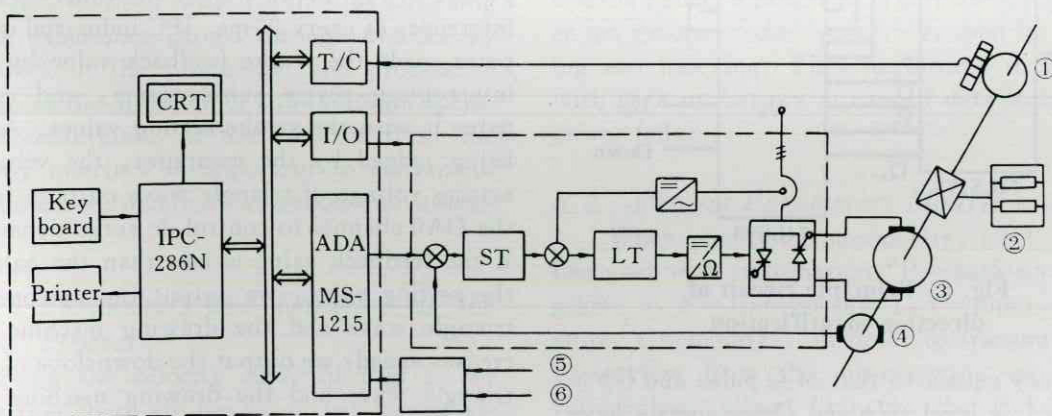 T/C
CRT
I/O
Key
board
IPC-
286N
ADA
MS-
1215
Printer
ST
LT
Ω
①
②
③
④
⑤
⑥